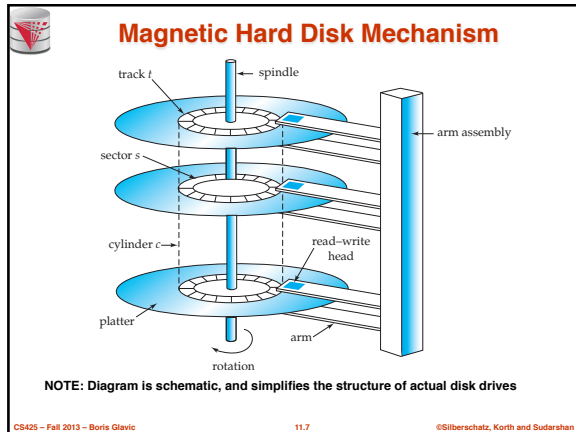 Magnetic Hard Disk Mechanism
track t
spindle
arm assembly
sector s
cylinder c
read–write
head
platter
arm
rotation
NOTE: Diagram is schematic, and simplifies the structure of actual disk drives
CS425 – Fall 2013 – Boris Glavic
11.7
©Silberschatz, Korth and Sudarshan